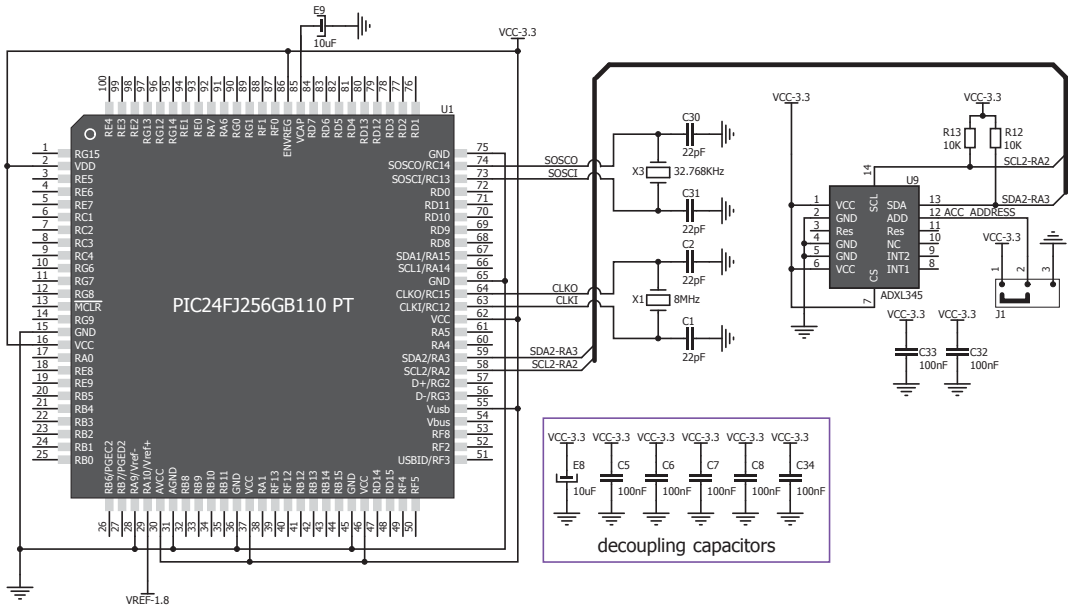 E9
10uF
VCC-3.3
100 99 98 97 96 95 94 93 92 91 90 89 88 87 86 85 84 83 82 81 80 79 78 77 76
RE4 RE3 RE2 RG13 RG12 RG14 RE1 RE0 RA7 RA6 RG0 RG1 RF1 RF0 ENVREG VCAP RD7 RD6 RD5 RD4 RD13 RD12 RD3 RD2 RD1
U1
PIC24FJ256GB110 PT
1 RG15
2 VDD
3 RE5
4 RE6
5 RE7
6 RC1
7 RC2
8 RC3
9 RC4
10 RG6
11 RG7
12 RG8
13 MCLR
14 RG9
15 GND
16 VCC
17 RA0
18 RE8
19 RE9
20 RB5
21 RB4
22 RB3
23 RB2
24 RB1
25 RB0
GND 75
SOSCO/RC14 74
SOSCI/RC13 73
RD0 72
RD11 71
RD10 70
RD9 69
RD8 68
SDA1/RA15 67
SCL1/RA14 66
GND 65
CLKO/RC15 64
CLKI/RC12 63
VCC 62
RA5 61
RA4 60
SDA2/RA3 59
SCL2/RA2 58
D+/RG2 57
D-/RG3 56
Vusb 55
Vbus 54
RF8 53
RF2 52
USBID/RF3 51
RB6/PGEC2 RB7/PGED2 RA9/Vref- RA10/Vref+ AVCC AGND RB8 RB9 RB10 RB11 GND VCC RA1 RF13 RF12 RB12 RB13 RB14 RB15 GND VCC RD14 RD15 RF4 RF5
26 27 28 29 30 31 32 33 34 35 36 37 38 39 40 41 42 43 44 45 46 47 48 49 50
VREF-1.8
SOSCO
SOSCI
CLKO
CLKI
SDA2-RA3
SCL2-RA2
C30
22pF
X3 32.768KHz
C31
22pF
C2
22pF
X1 8MHz
C1
22pF
VCC-3.3
VCC-3.3
R13
10K
R12
10K
SCL2-RA2
SDA2-RA3
ACC ADDRESS
U9
14
SCL
1 VCC
2 GND
3 Res
4 GND
5 GND
6 VCC
SDA 13
ADD 12
Res 11
NC 10
INT2 9
INT1 8
CS
7
ADXL345
VCC-3.3
1 2 3
J1
VCC-3.3
C33
100nF
VCC-3.3
C32
100nF
VCC-3.3 VCC-3.3 VCC-3.3 VCC-3.3 VCC-3.3 VCC-3.3
E8 C5 C6 C7 C8 C34
10uF 100nF 100nF 100nF 100nF 100nF
decoupling capacitors